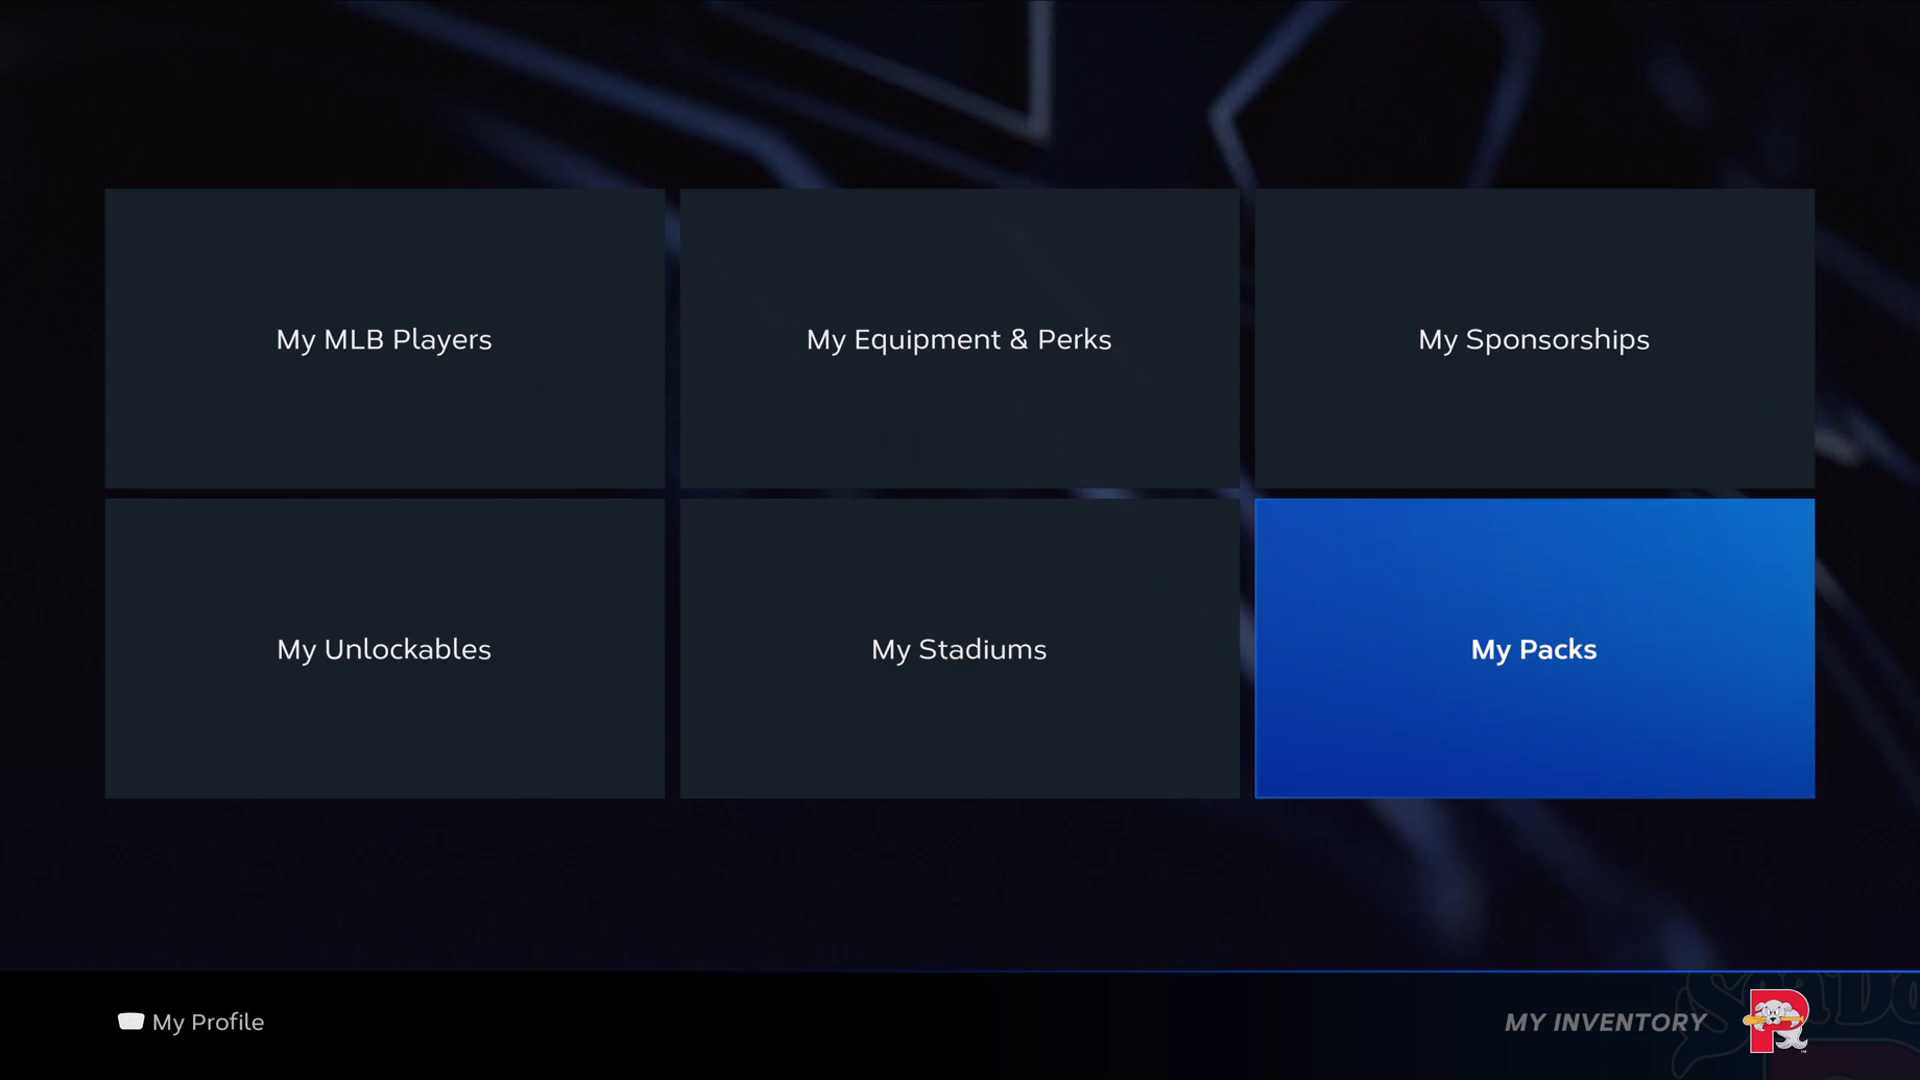 My MLB Players
My Equipment & Perks
My Sponsorships
My Unlockables
My Stadiums
My Packs
My Profile
MY INVENTORY
P